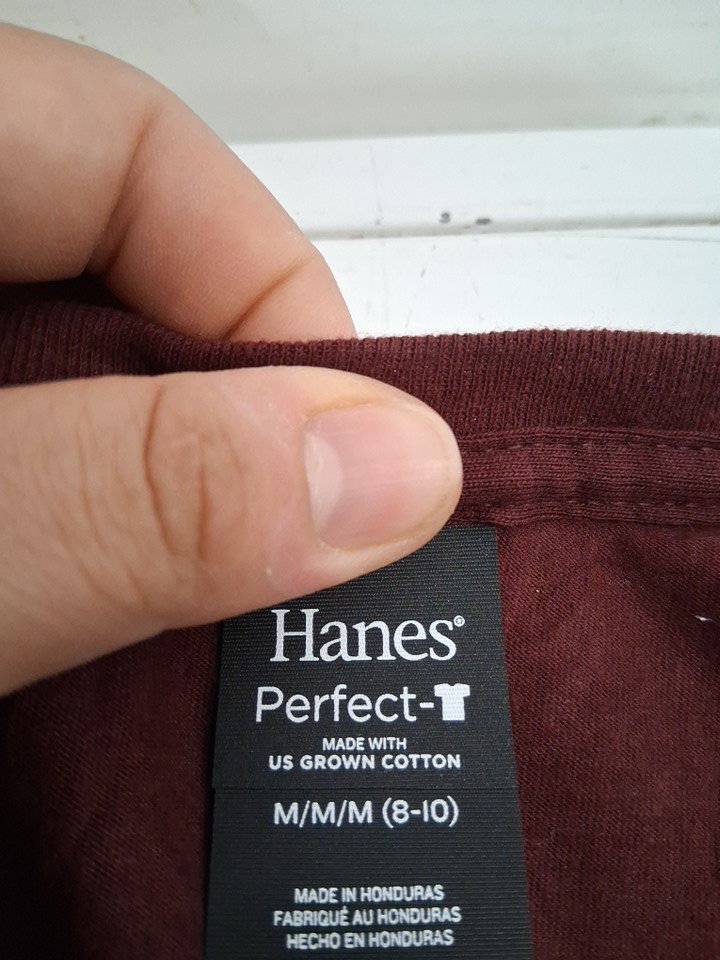 Hanes®
Perfect-
MADE WITH
US GROWN COTTON
M/M/M (8-10)
MADE IN HONDURAS
FABRIQUÉ AU HONDURAS
HECHO EN HONDURAS